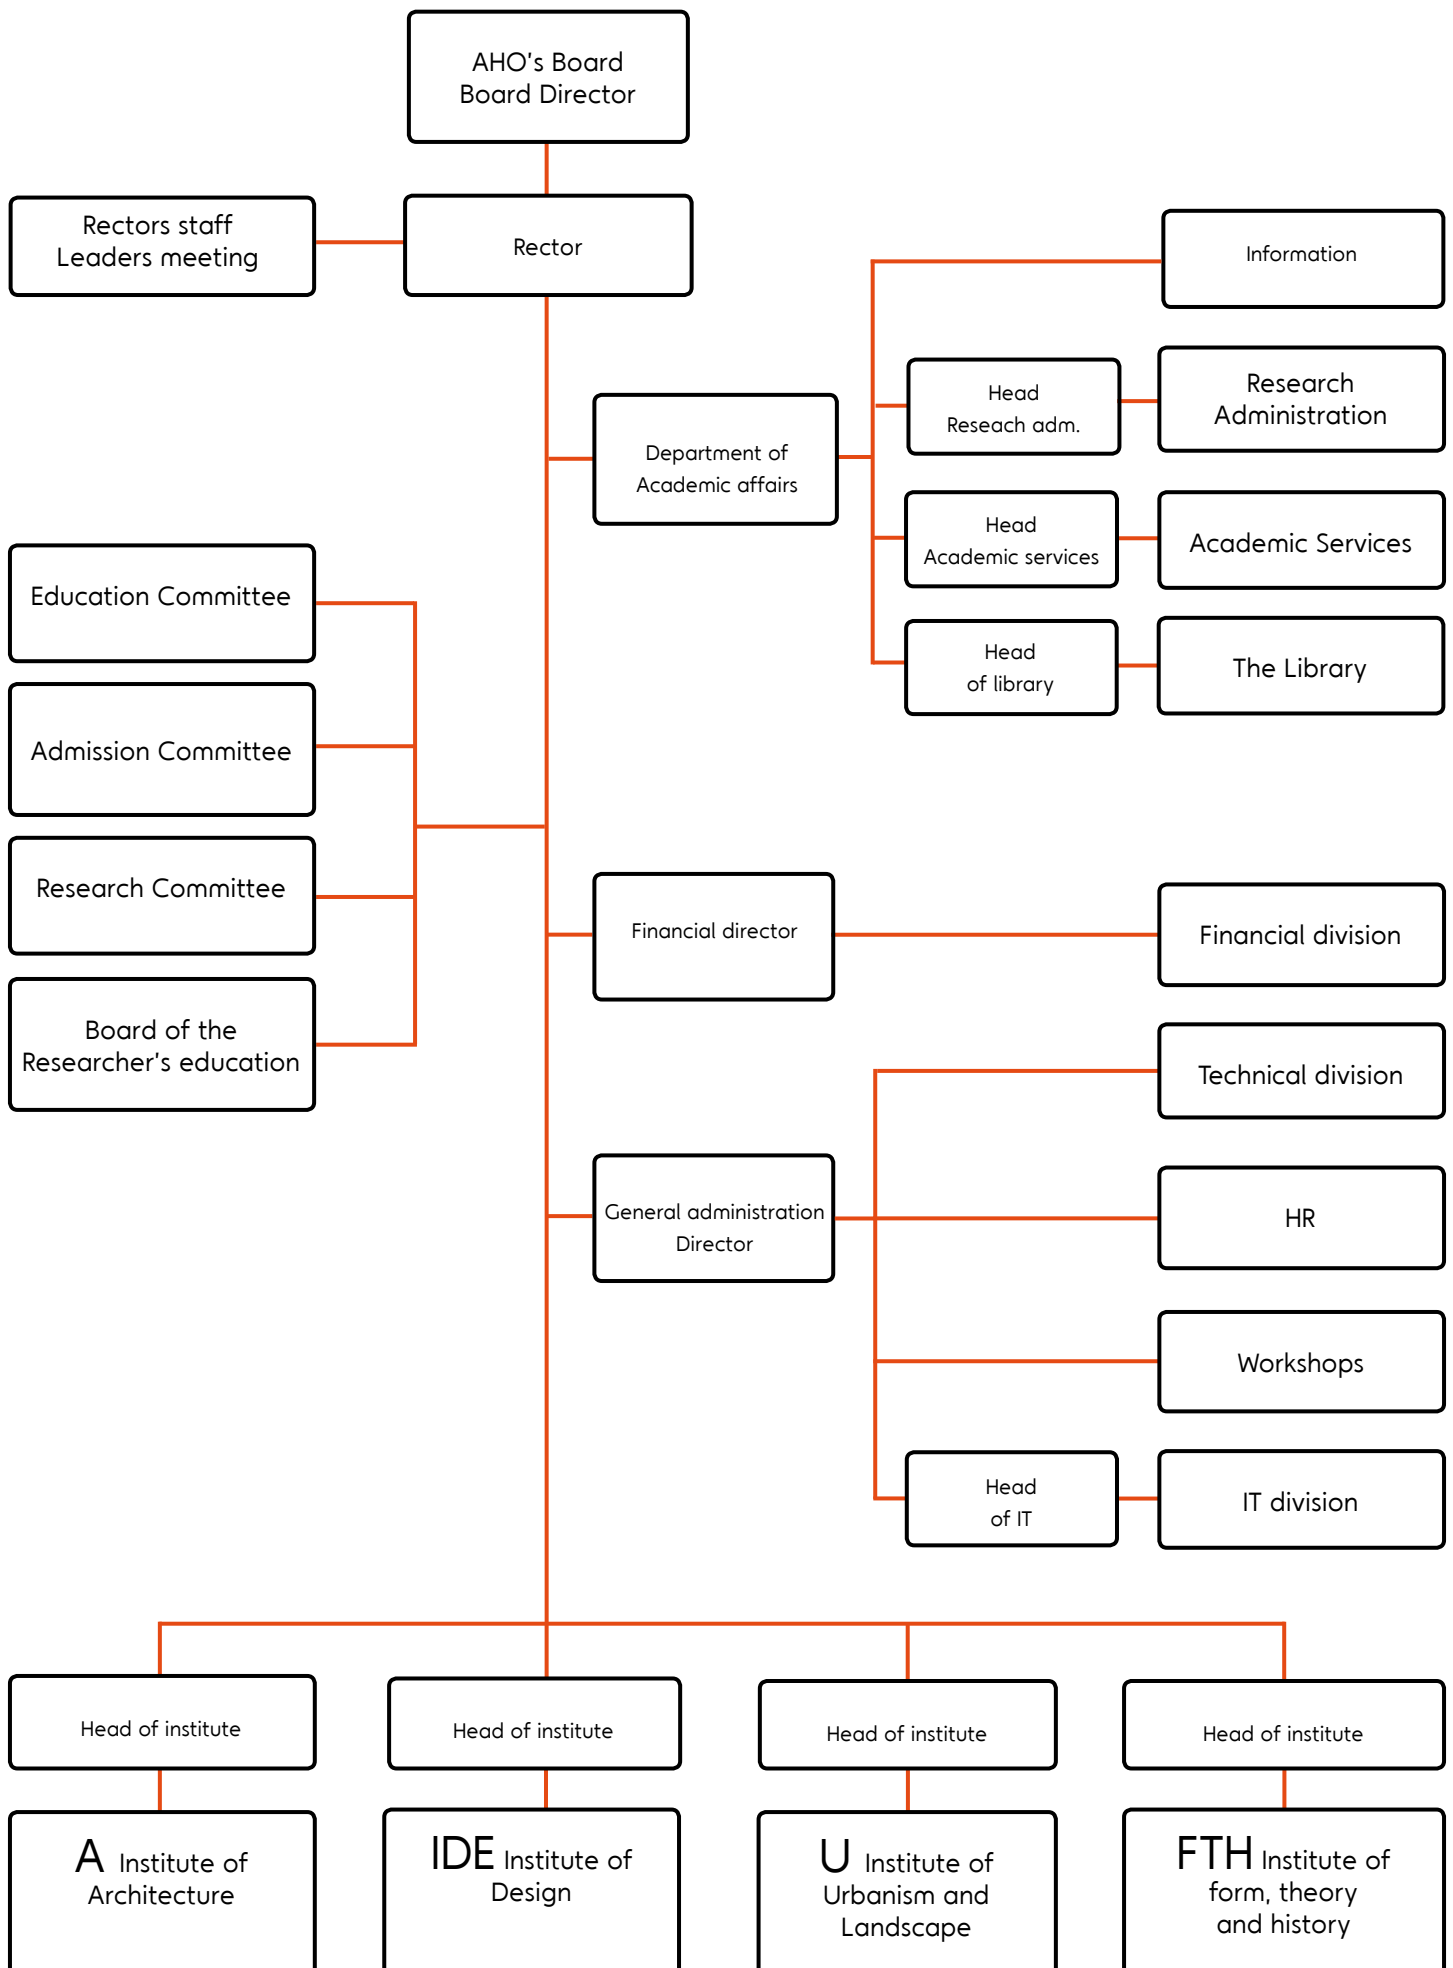 AHO's Board
Board Director
Rectors staff
Leaders meeting
Rector
Information
Head
Reseach adm.
Research
Administration
Department of
Academic affairs
Head
Academic services
Academic Services
Head
of library
The Library
Education Committee
Admission Committee
Research Committee
Board of the
Researcher's education
Financial director
Financial division
Technical division
General administration
Director
HR
Workshops
Head
of IT
IT division
Head of institute
Head of institute
Head of institute
Head of institute
A Institute of
Architecture
IDE Institute of
Design
U Institute of
Urbanism and
Landscape
FTH Institute of
form, theory
and history